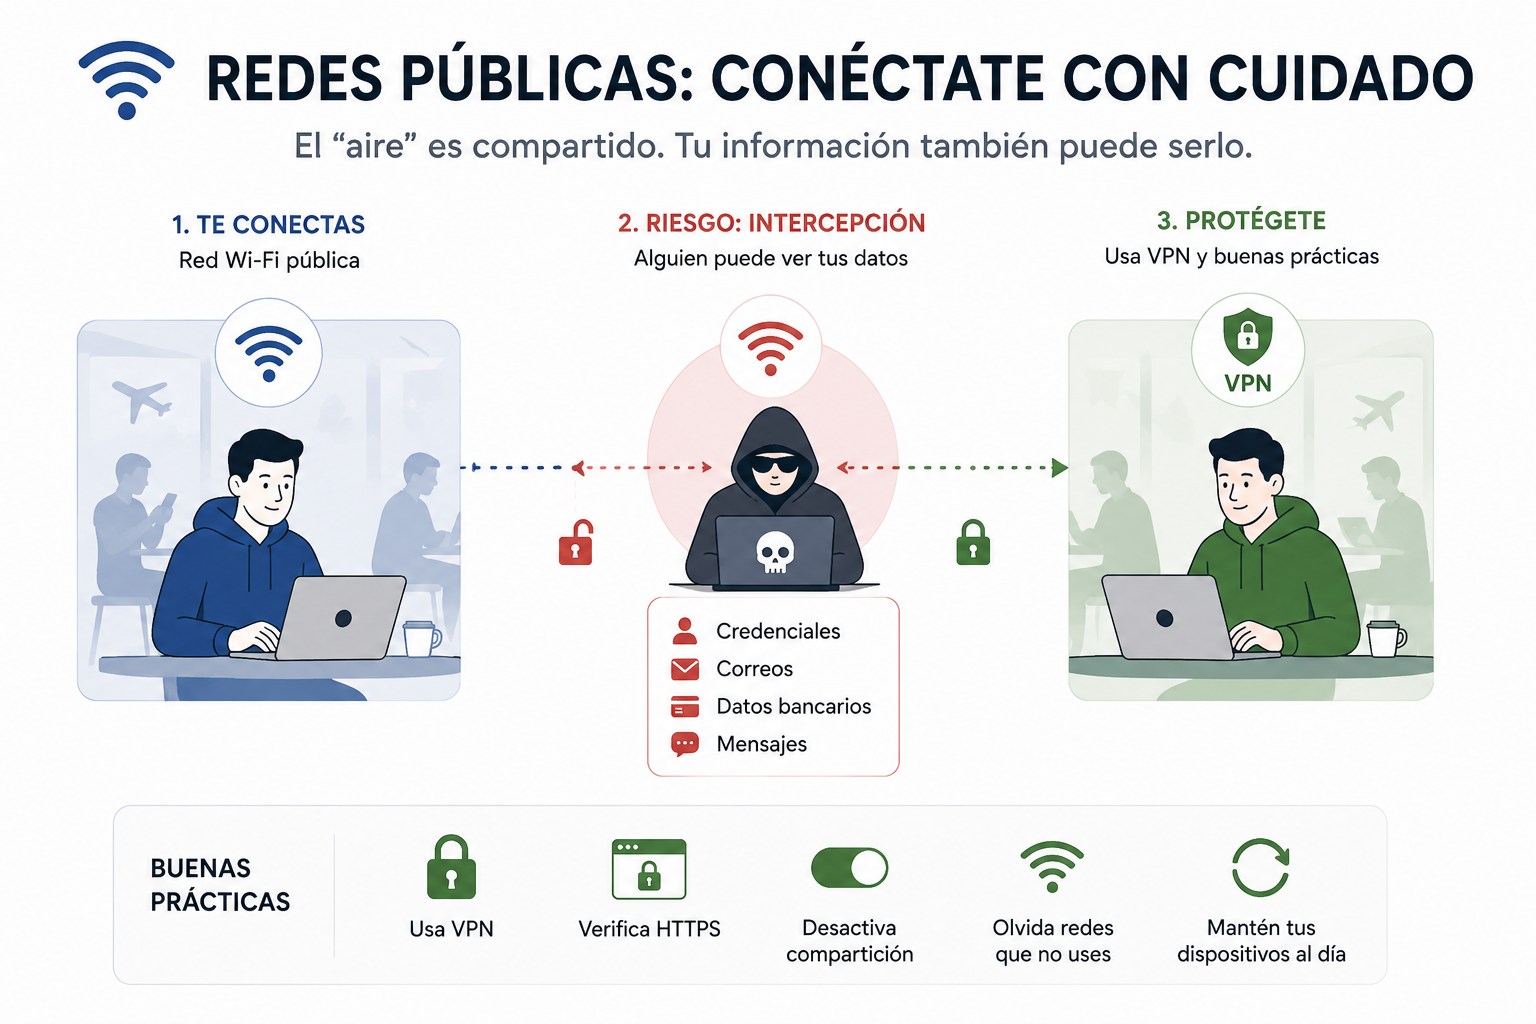 REDES PÚBLICAS: CONÉCTATE CON CUIDADO
El “aire” es compartido. Tu información también puede serlo.
1. TE CONECTAS
Red Wi-Fi pública
2. RIESGO: INTERCEPCIÓN
Alguien puede ver tus datos
3. PROTÉGETE
Usa VPN y buenas prácticas
VPN
Credenciales
Correos
Datos bancarios
Mensajes
BUENAS
PRÁCTICAS
Usa VPN
Verifica HTTPS
Desactiva
compartición
Olvida redes
que no uses
Mantén tus
dispositivos al día